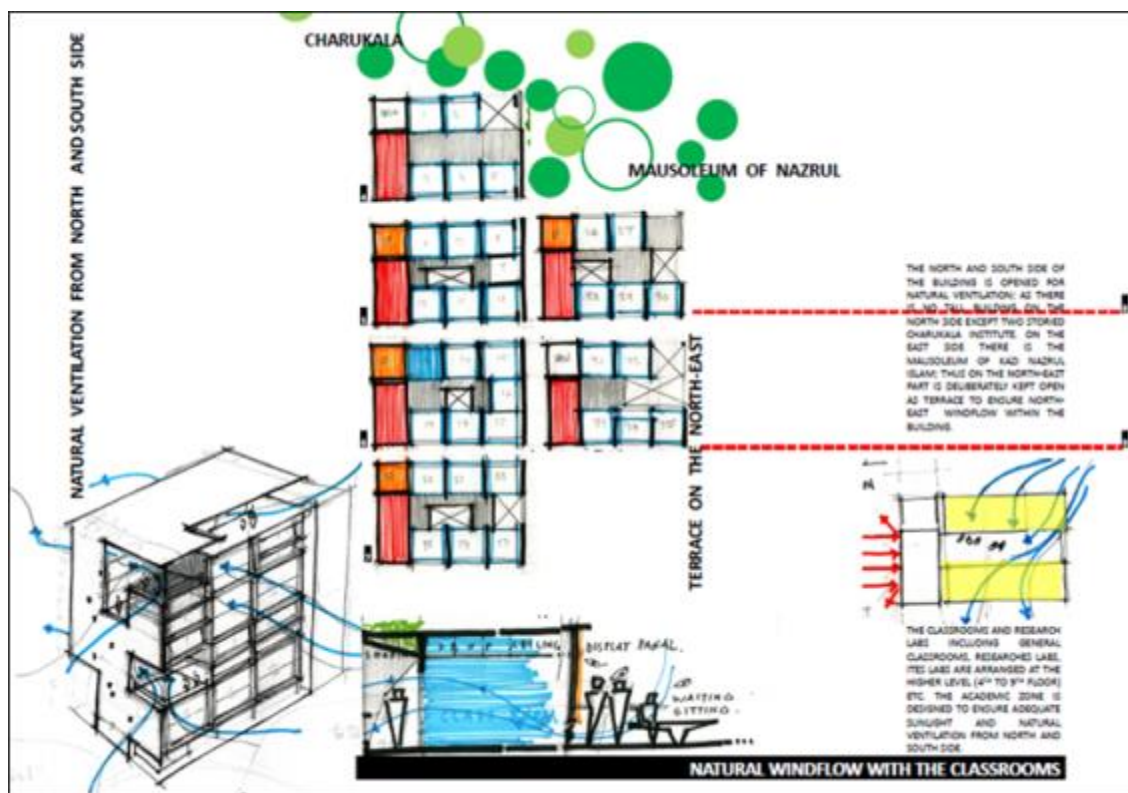 CHARUKALA
MAUSOLEUM OF NAZRUL
NATURAL VENTILATION FROM NORTH AND SOUTH SIDE
THE NORTH AND SOUTH SIDE OF
THE BUILDING IS OPENED FOR
NATURAL VENTILATION; AS THERE
IS NO TALL BUILDING ON THE
NORTH SIDE EXCEPT TWO STORIED
CHARUKALA INSTITUTE. ON THE
EAST SIDE THERE IS THE
MAUSOLEUM OF KAZI NAZRUL
ISLAM; THUS ON THE NORTH-EAST
PART IS DELIBERATELY KEPT OPEN
AS TERRACE TO ENSURE NORTH-
EAST WINDFLOW WITHIN THE
BUILDING.
TERRACE ON THE NORTH-EAST
N
DISPLAY PANAL.
WAITING
SITTING.
CLASS
THE CLASSROOMS AND RESEARCH
LABS INCLUDING GENERAL
CLASSROOMS, RESEARCHES LABS,
ITES LABS ARE ARRANGED AT THE
HIGHER LEVEL (4TH TO 9TH FLOOR)
ETC. THE ACADEMIC ZONE IS
DESIGNED TO ENSURE ADEQUATE
SUNLIGHT AND NATURAL
VENTILATION FROM NORTH AND
SOUTH SIDE.
NATURAL WINDFLOW WITH THE CLASSROOMS